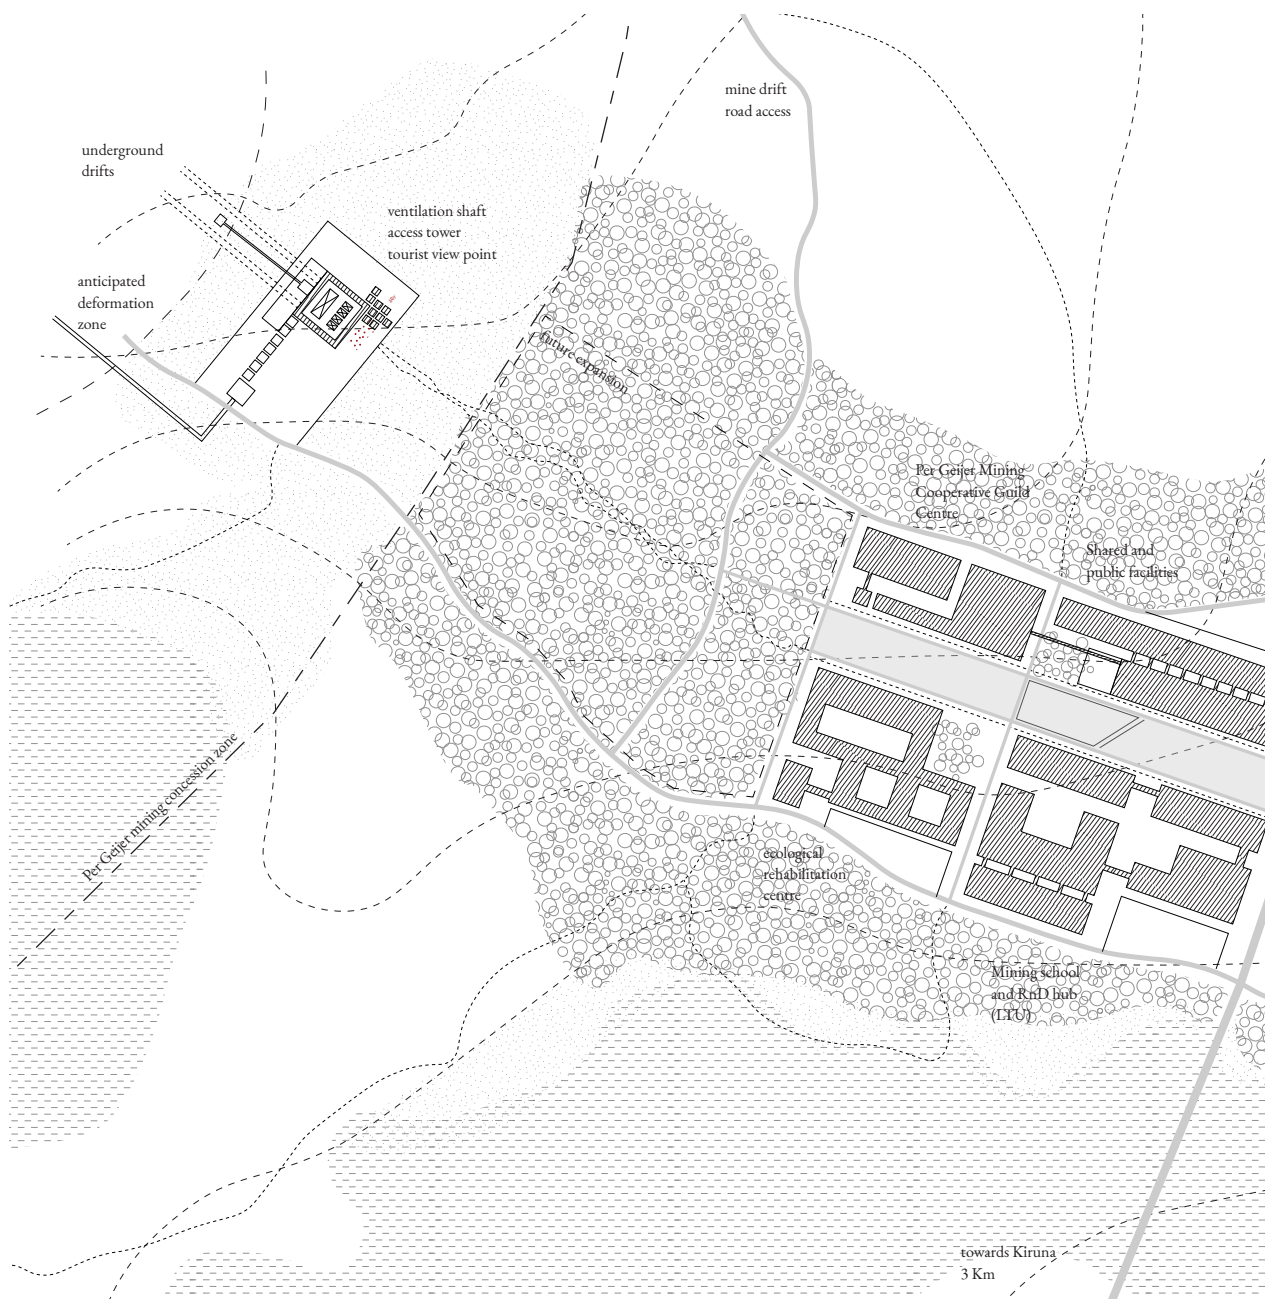 mine drift
road access
underground
drifts
ventilation shaft
access tower
tourist view point
anticipated
deformation
zone
future expansion
Per Geijer Mining
Cooperative Guild
Centre
Shared and
public facilities
Per Geijer mining concession zone
ecological
rehabilitation
centre
Mining school
and RnD hub
(LTU)
towards Kiruna
3 Km